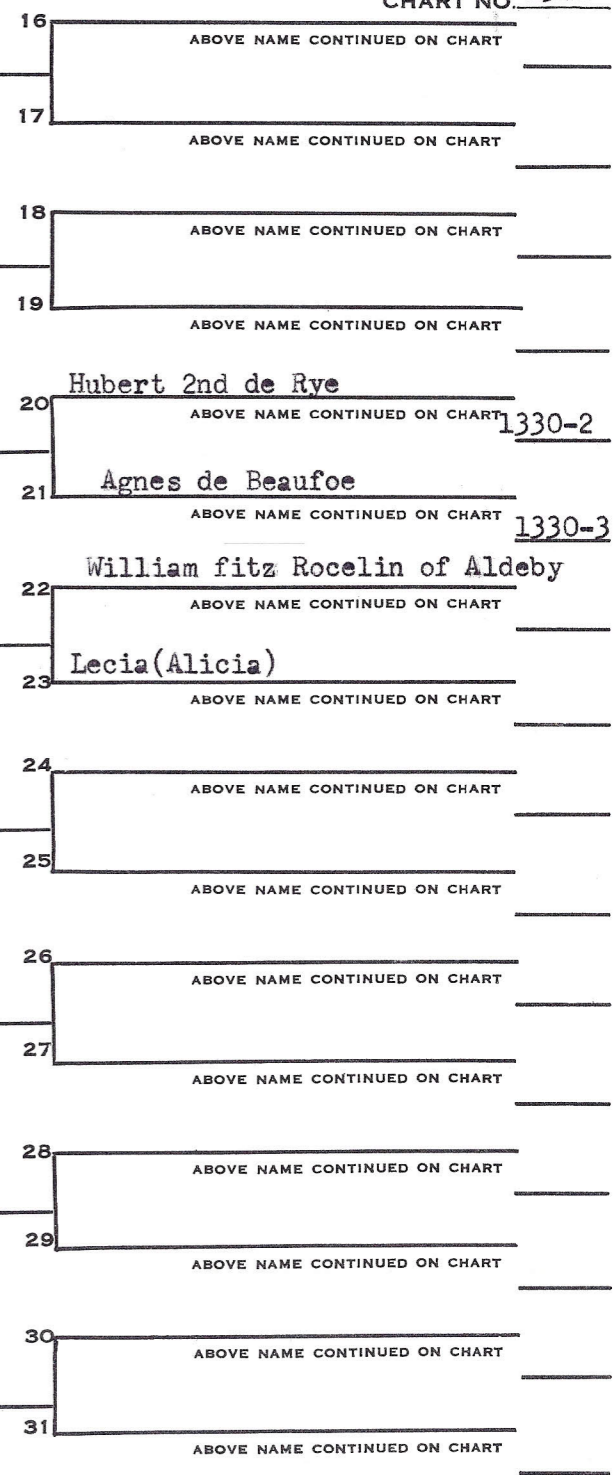 CHART NO.
16
ABOVE NAME CONTINUED ON CHART
17
ABOVE NAME CONTINUED ON CHART
18
ABOVE NAME CONTINUED ON CHART
19
ABOVE NAME CONTINUED ON CHART
Hubert 2nd de Rye
20
ABOVE NAME CONTINUED ON CHART 1330-2
Agnes de Beaufoe
21
ABOVE NAME CONTINUED ON CHART 1330-3
William fitz Rocelin of Aldeby
22
ABOVE NAME CONTINUED ON CHART
Lecia(Alicia)
23
ABOVE NAME CONTINUED ON CHART
24
ABOVE NAME CONTINUED ON CHART
25
ABOVE NAME CONTINUED ON CHART
26
ABOVE NAME CONTINUED ON CHART
27
ABOVE NAME CONTINUED ON CHART
28
ABOVE NAME CONTINUED ON CHART
29
ABOVE NAME CONTINUED ON CHART
30
ABOVE NAME CONTINUED ON CHART
31
ABOVE NAME CONTINUED ON CHART